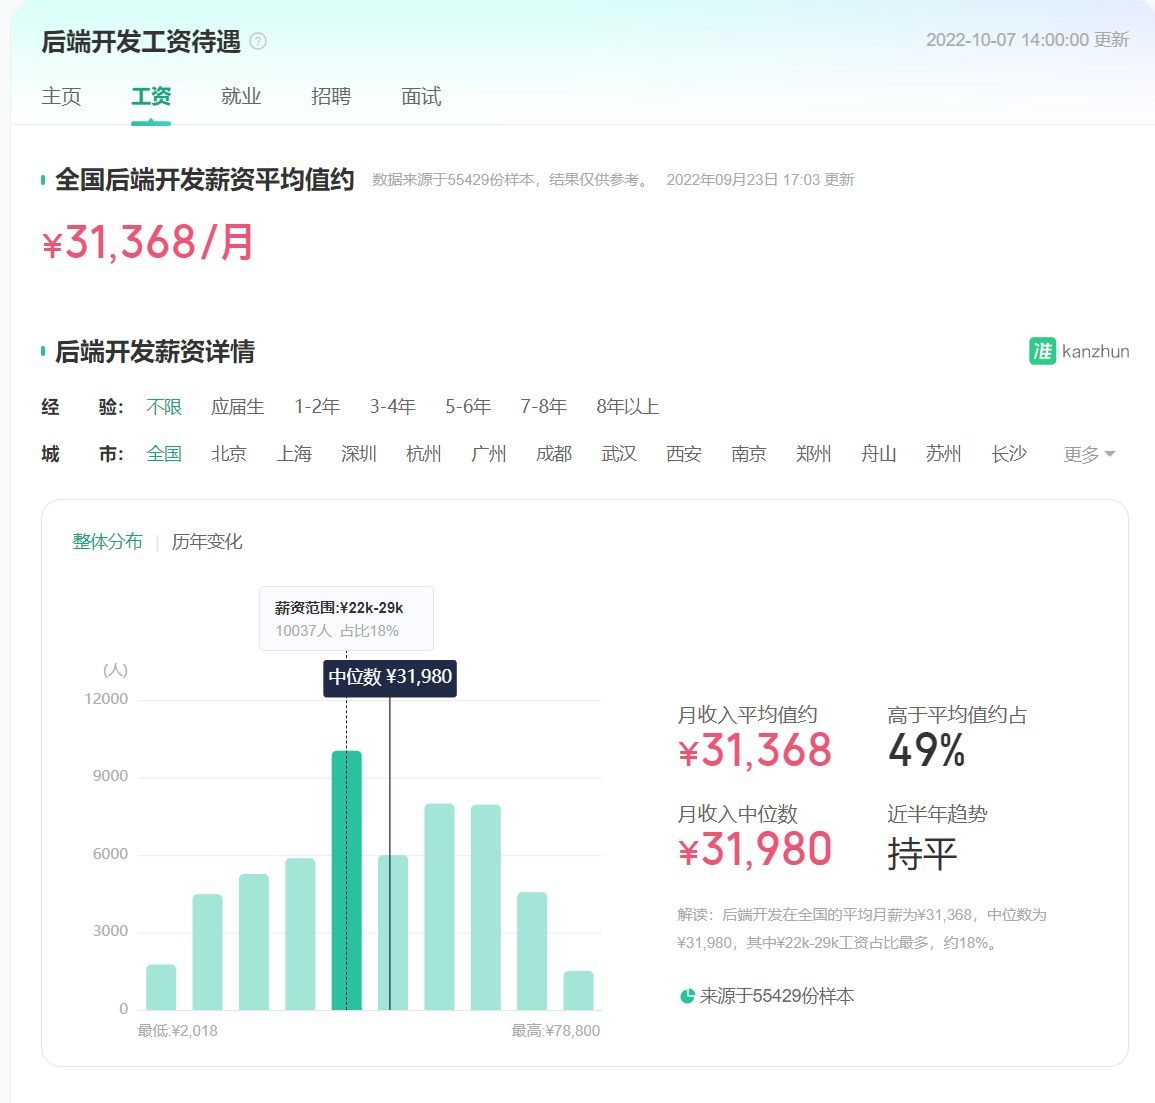 后端开发工资待遇 ?
2022-10-07 14:00:00 更新
主页 工资 就业 招聘 面试
全国后端开发薪资平均值约 数据来源于55429份样本，结果仅供参考。 2022年09月23日 17:03 更新
¥31,368/月
后端开发薪资详情
准 kanzhun
经 验： 不限 应届生 1-2年 3-4年 5-6年 7-8年 8年以上
城 市： 全国 北京 上海 深圳 杭州 广州 成都 武汉 西安 南京 郑州 舟山 苏州 长沙 更多
整体分布 | 历年变化
薪资范围:¥22k-29k
10037人 占比18%
中位数 ¥31,980
(人)
12000
9000
6000
3000
0
最低:¥2,018 最高:¥78,800
月收入平均值约 高于平均值约占
¥31,368 49%
月收入中位数 近半年趋势
¥31,980 持平
解读：后端开发在全国的平均月薪为¥31,368，中位数为
¥31,980，其中¥22k-29k工资占比最多，约18%。
来源于55429份样本